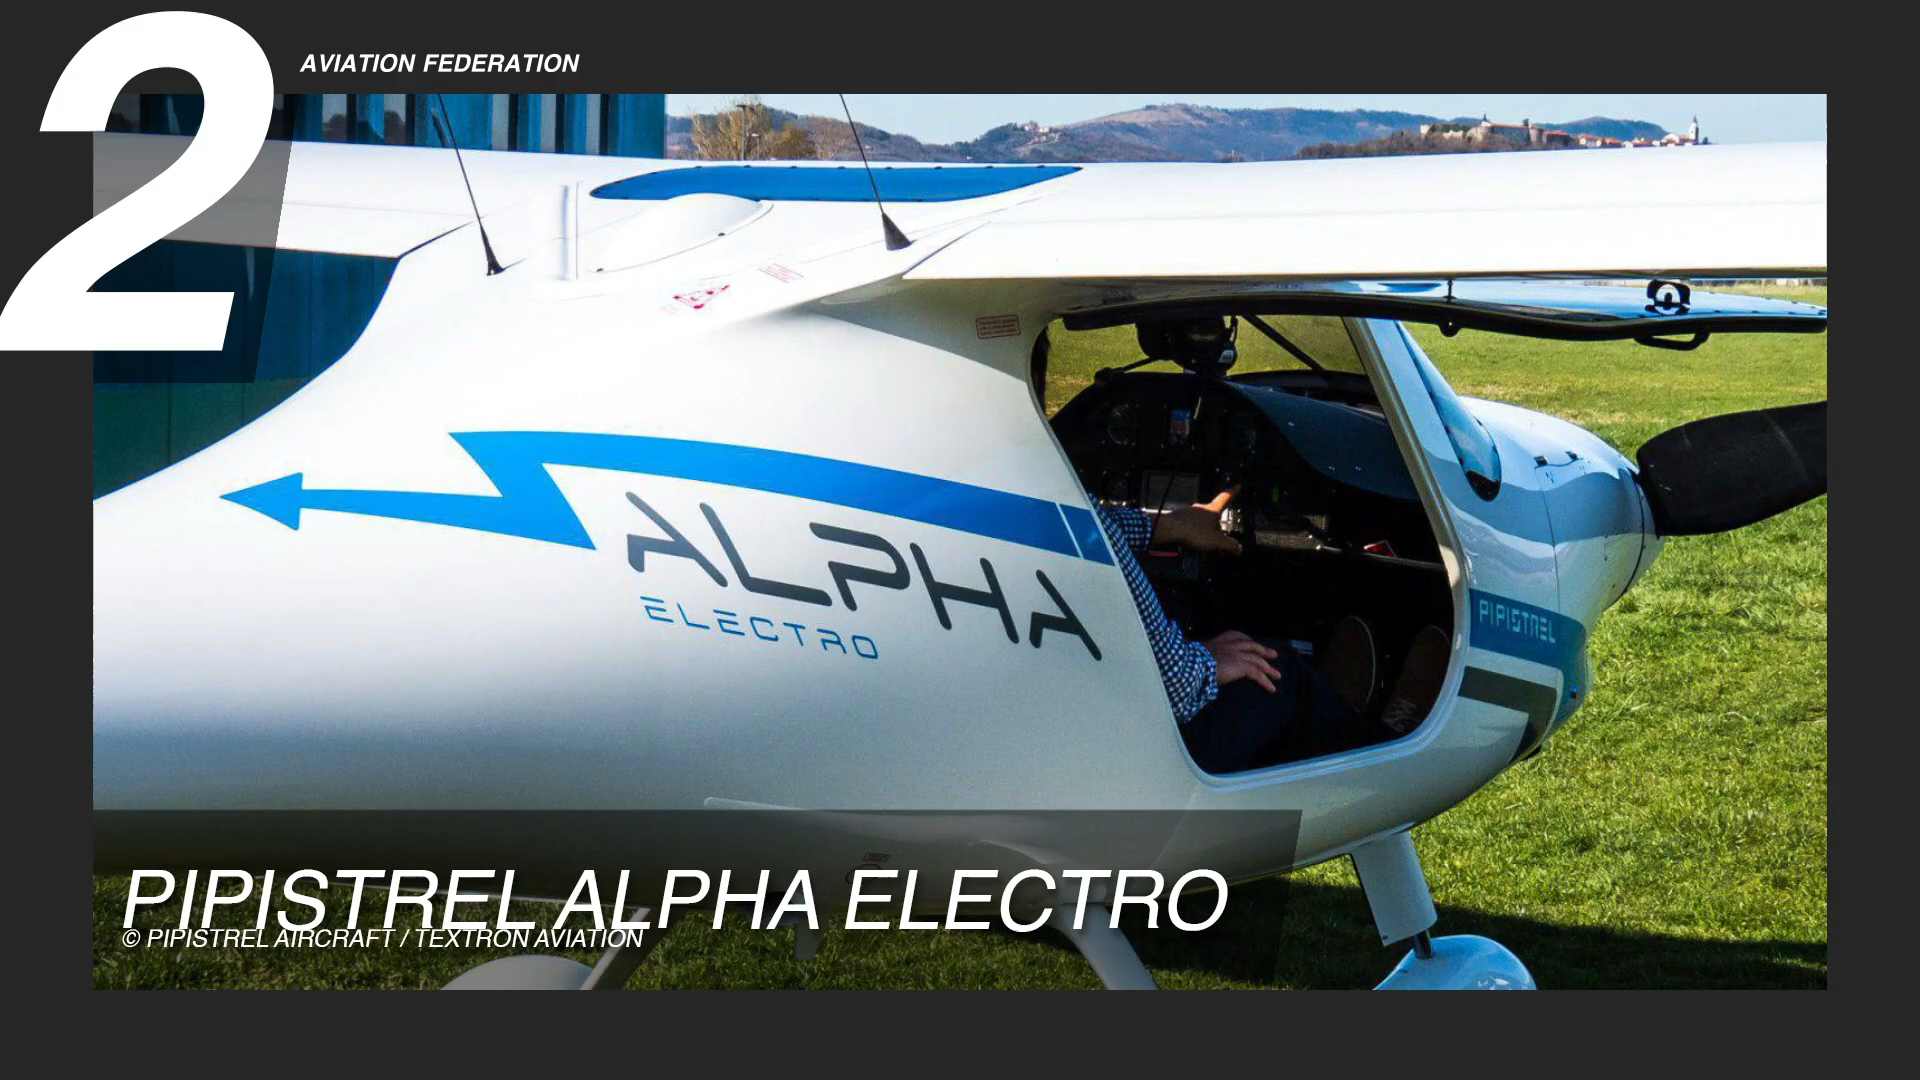 2
AVIATION FEDERATION
ALPHA
ELECTRO
PIPISTREL
PIPISTREL ALPHA ELECTRO
© PIPISTREL AIRCRAFT / TEXTRON AVIATION